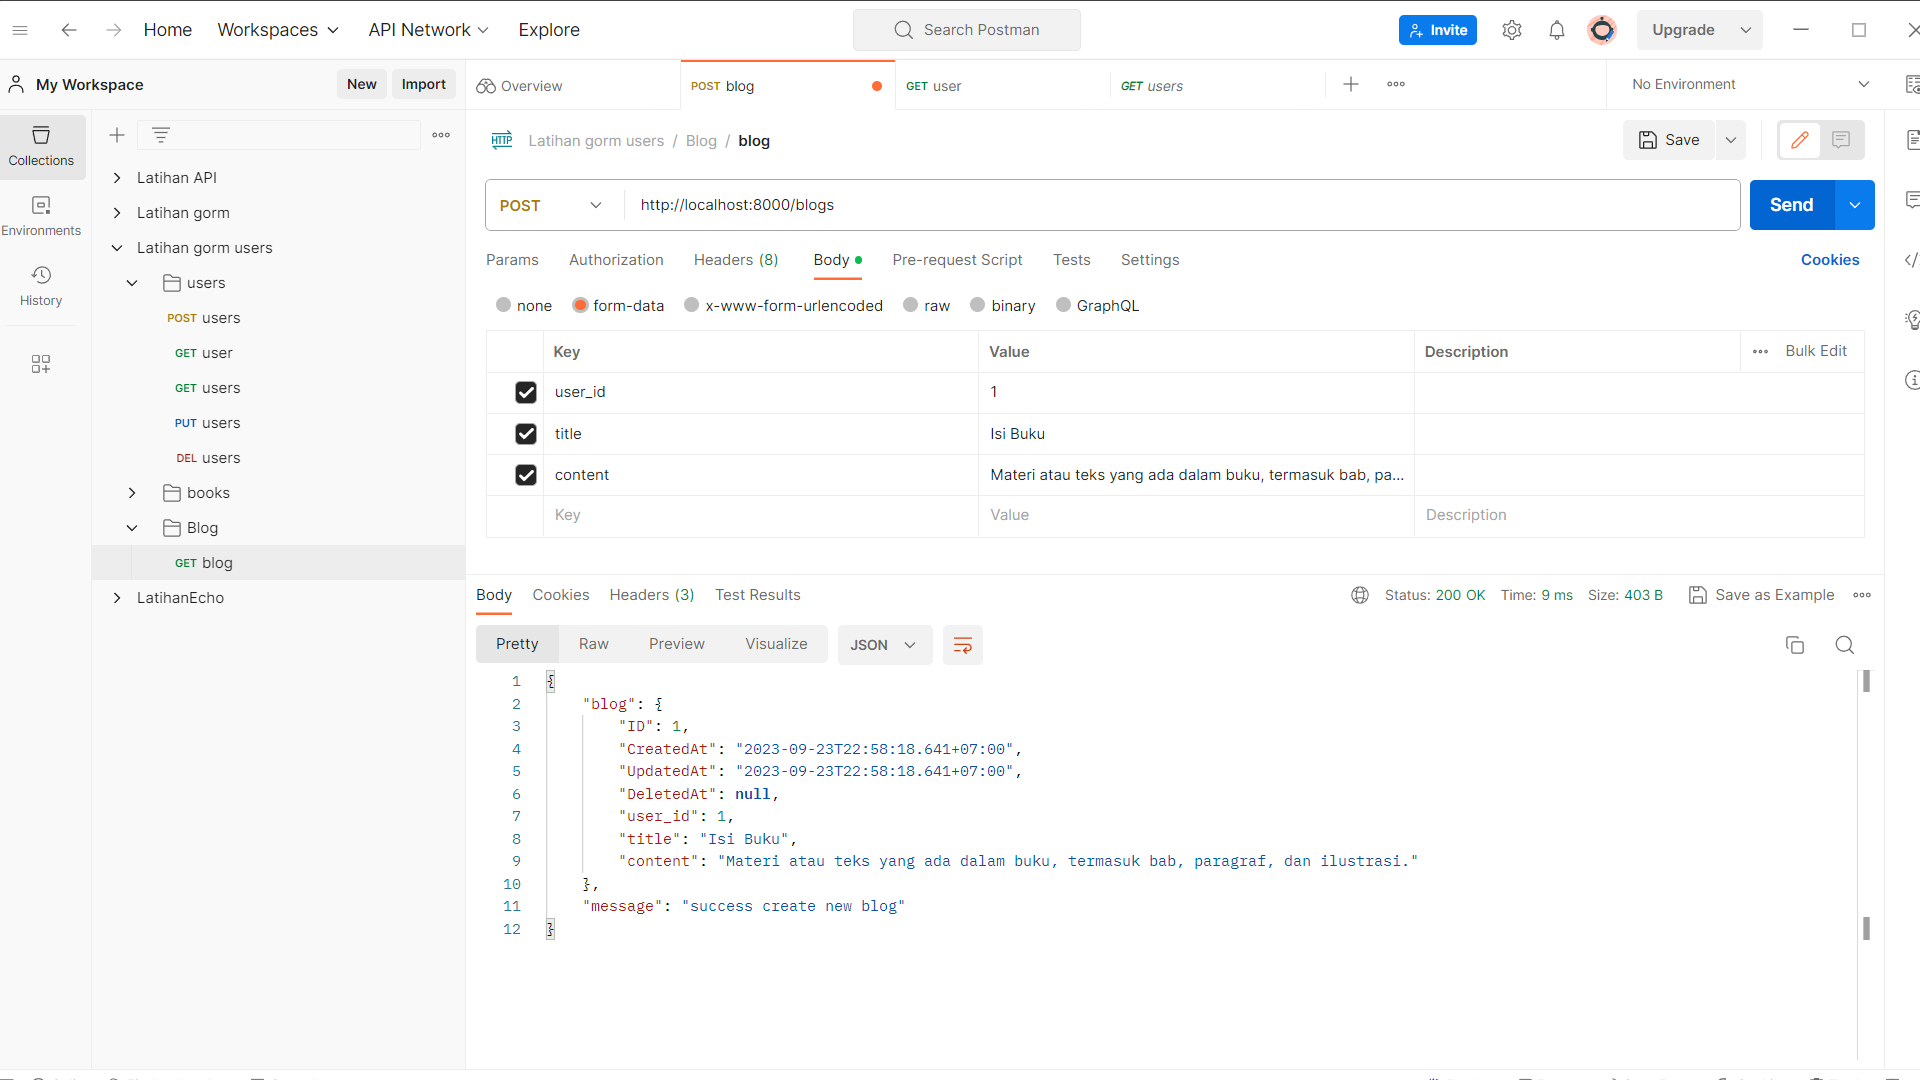 Home Workspaces API Network Explore Search Postman Invite Upgrade
My Workspace New Import Overview POST blog GET user GET users No Environment
Collections
Environments
History
Latihan API
Latihan gorm
Latihan gorm users
users
POST users
GET user
GET users
PUT users
DEL users
books
Blog
GET blog
LatihanEcho
HTTP Latihan gorm users / Blog / blog Save
POST http://localhost:8000/blogs Send
Params Authorization Headers (8) Body Pre-request Script Tests Settings Cookies
none form-data x-www-form-urlencoded raw binary GraphQL
Key Value Description Bulk Edit
user_id 1
title Isi Buku
content Materi atau teks yang ada dalam buku, termasuk bab, pa...
Key Value Description
Body Cookies Headers (3) Test Results Status: 200 OK Time: 9 ms Size: 403 B Save as Example
Pretty Raw Preview Visualize JSON
1 {
2 "blog": {
3 "ID": 1,
4 "CreatedAt": "2023-09-23T22:58:18.641+07:00",
5 "UpdatedAt": "2023-09-23T22:58:18.641+07:00",
6 "DeletedAt": null,
7 "user_id": 1,
8 "title": "Isi Buku",
9 "content": "Materi atau teks yang ada dalam buku, termasuk bab, paragraf, dan ilustrasi."
10 },
11 "message": "success create new blog"
12 }